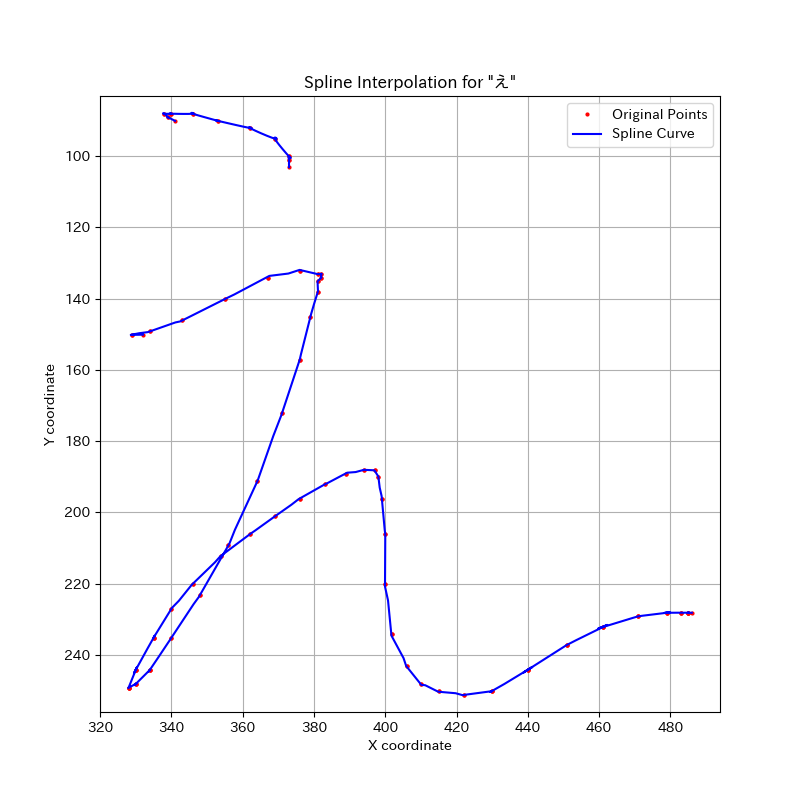 Spline Interpolation for "え"
Original Points
Spline Curve
100
120
140
160
180
200
220
240
Y coordinate
320 340 360 380 400 420 440 460 480
X coordinate